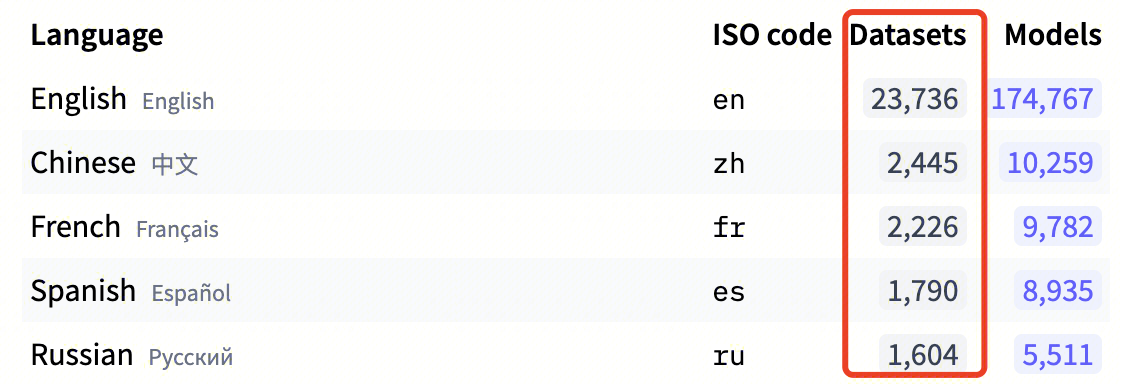 Language ISO code Datasets Models
English English en 23,736 174,767
Chinese 中文 zh 2,445 10,259
French Français fr 2,226 9,782
Spanish Español es 1,790 8,935
Russian Русский ru 1,604 5,511